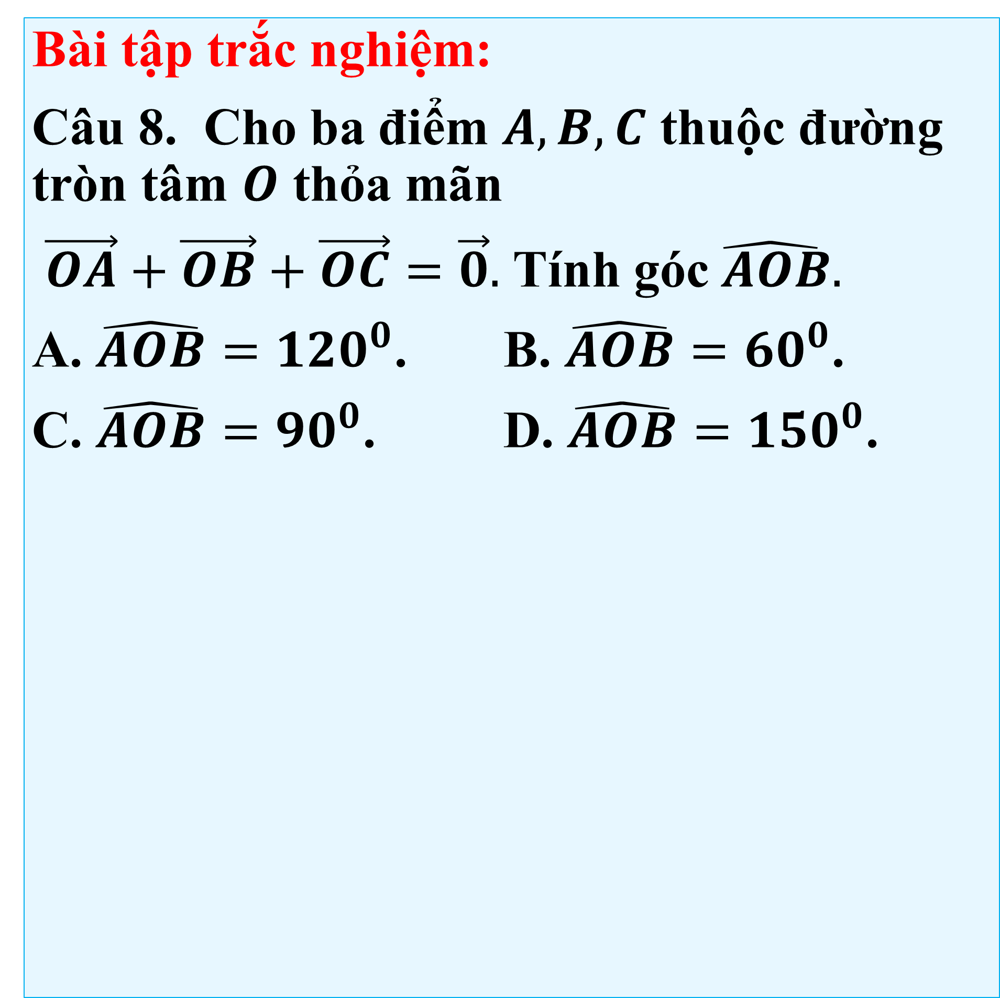 Bài tập trắc nghiệm:
Câu 8. Cho ba điểm A, B, C thuộc đường
tròn tâm O thỏa mãn
$\overrightarrow{OA} + \overrightarrow{OB} + \overrightarrow{OC} = \overrightarrow{0}$. Tính góc $\widehat{AOB}$.
A. $\widehat{AOB} = 120^0$. B. $\widehat{AOB} = 60^0$.
C. $\widehat{AOB} = 90^0$. D. $\widehat{AOB} = 150^0$.